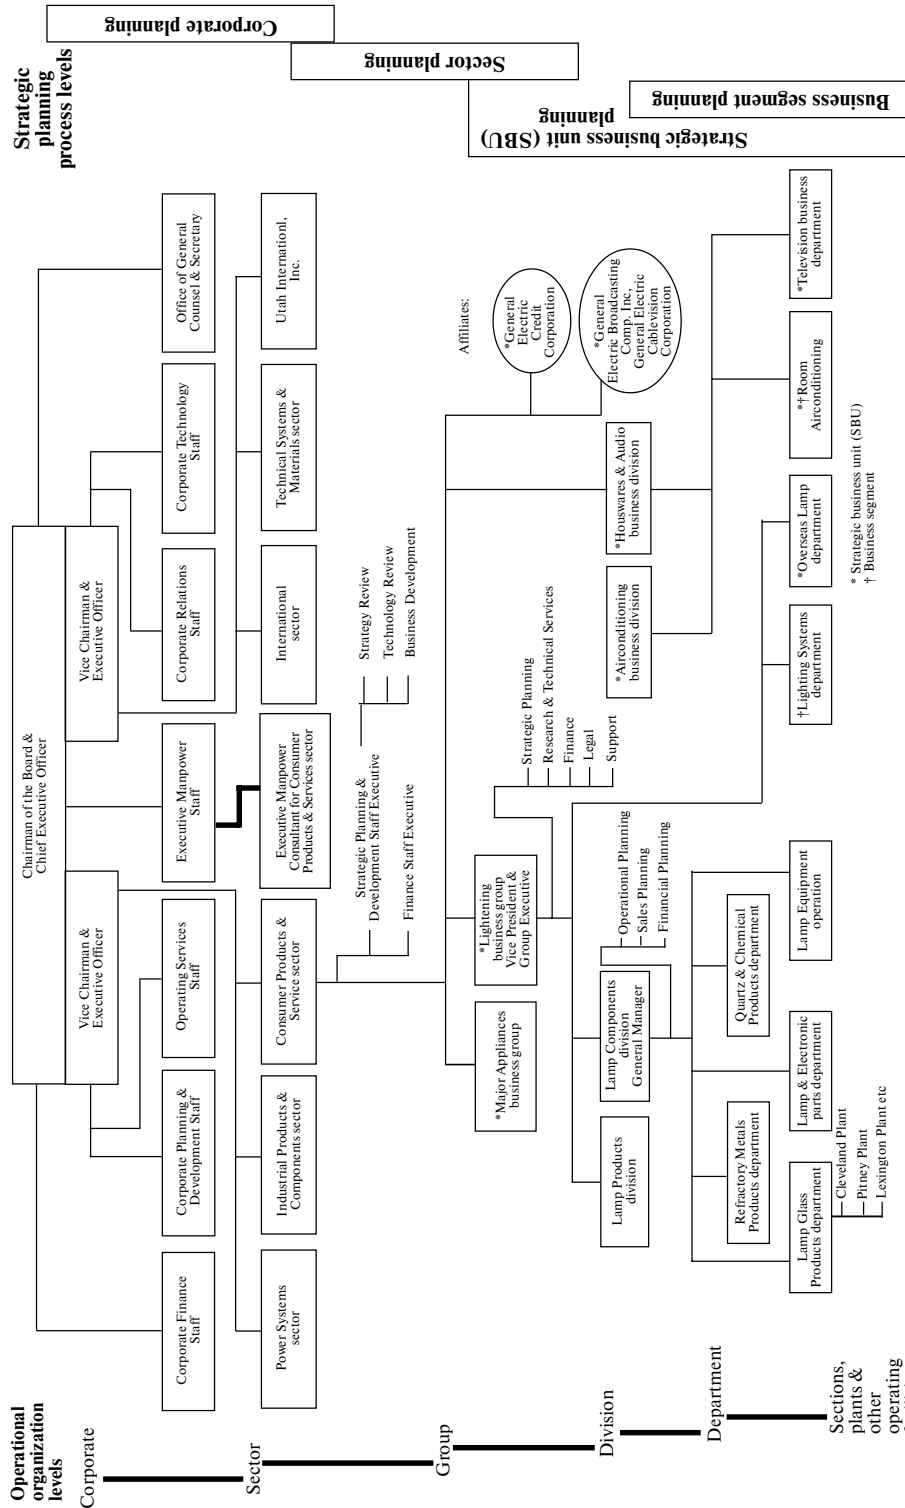 Operational
organization
levels
Strategic
planning
process levels
Corporate
Sector
Group
Division
Department
Sections,
plants &
other
operating
Corporate planning
Sector planning
Strategic business unit (SBU)
planning
Business segment planning
Chairman of the Board &
Chief Executive Officer
Vice Chairman &
Executive Officer
Vice Chairman &
Executive Officer
Corporate Finance
Staff
Corporate Planning &
Development Staff
Operating Services
Staff
Executive Manpower
Staff
Corporate Relations
Staff
Corporate Technology
Staff
Office of General
Counsel & Secretary
Power Systems
sector
Industrial Products &
Components sector
Consumer Products &
Service sector
Executive Manpower
Consultant for Consumer
Products & Services sector
International
sector
Technical Systems &
Materials sector
Utah Internationl,
Inc.
Strategic Planning &
Development Staff Executive
Finance Staff Executive
Strategy Review
Technology Review
Business Development
Affiliates:
*Major Appliances
business group
*Lightening
business group
Vice President &
Group Executive
Strategic Planning
Research & Technical Services
Finance
Legal
Support
*General
Electric
Credit
Corporation
*General
Electric Broadcasting
Comp. Inc,
General Electric
Cablevision
Corporation
Lamp Products
division
Lamp Components
division
General Manager
Operational Planning
Sales Planning
Financial Planning
*Airconditioning
business division
*Houswares & Audio
business division
Refractory Metals
Products department
Quartz & Chemical
Products department
Lamp Glass
Products department
Lamp & Electronic
parts department
Lamp Equipment
operation
†Lighting Systems
department
*Overseas Lamp
department
*†Room
Airconditioning
*Television business
department
Cleveland Plant
Pitney Plant
Lexington Plant etc
* Strategic business unit (SBU)
† Business segment